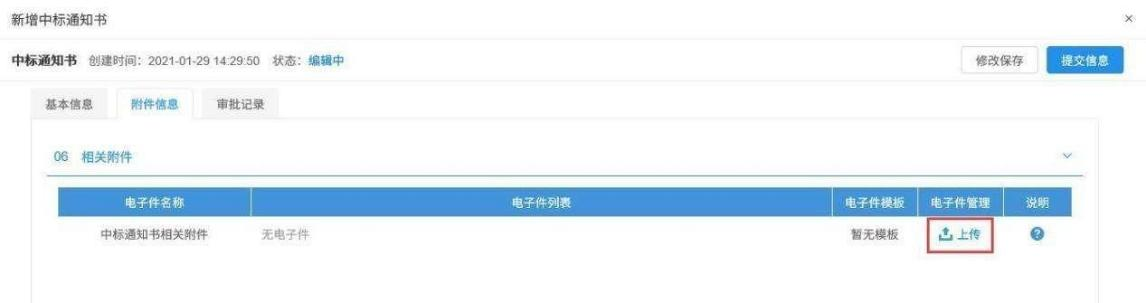 新增中标通知书 ×
中标通知书 创建时间：2021-01-29 14:29:50 状态：编辑中 修改保存 提交信息
基本信息 附件信息 审批记录
06 相关附件
电子件名称 电子件列表 电子件模板 电子件管理 说明
中标通知书相关附件 无电子件 暂无模板 上传 ?